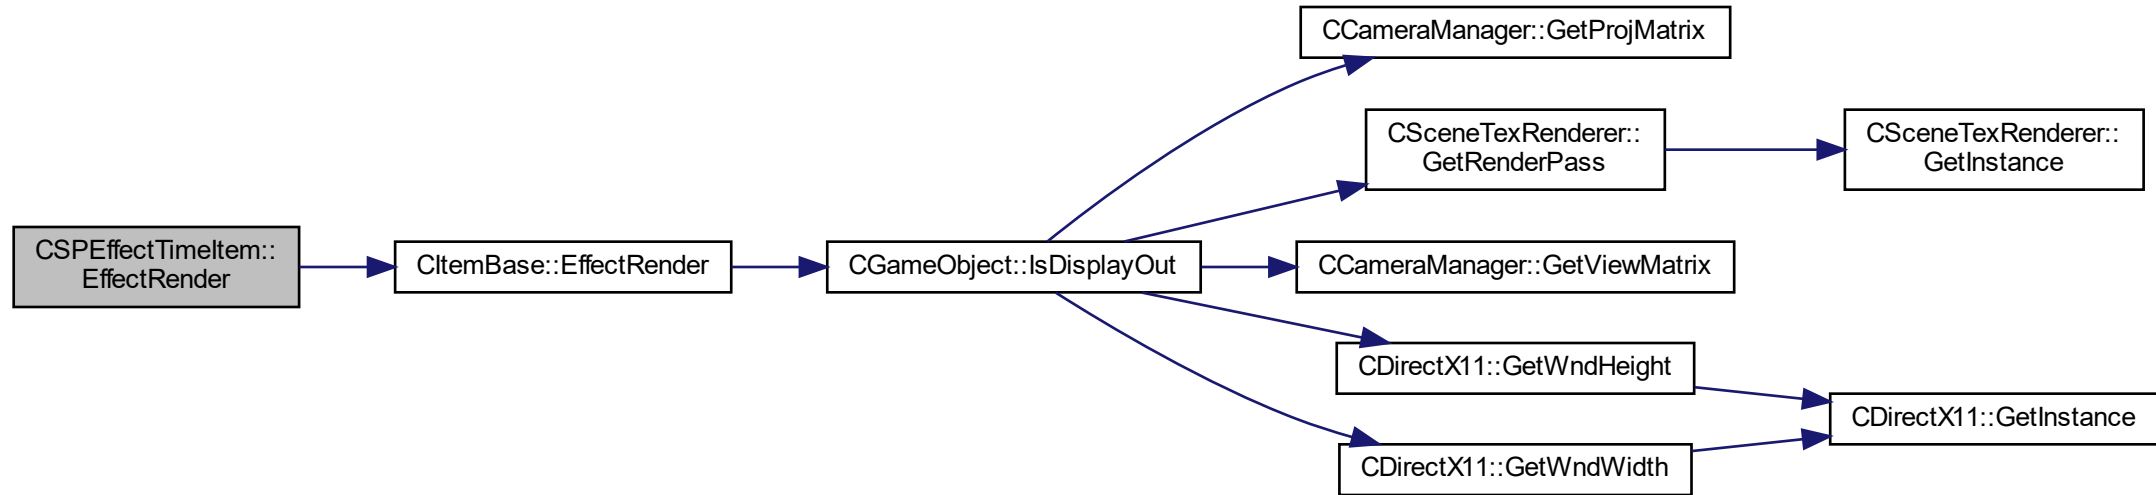 CCameraManager::GetProjMatrix
CSceneTexRenderer::
GetRenderPass
CSceneTexRenderer::
GetInstance
CSPEffectTimeItem::
EffectRender
CItemBase::EffectRender
CGameObject::IsDisplayOut
CCameraManager::GetViewMatrix
CDirectX11::GetWndHeight
CDirectX11::GetInstance
CDirectX11::GetWndWidth